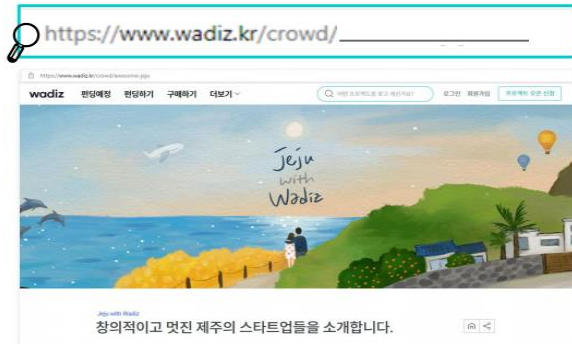 https://www.wadiz.kr/crowd/
https://www.wadiz.kr/crowd/awesome-jeju
wadiz 펀딩예정 펀딩하기 구매하기 더보기 로그인 회원가입 프로젝트 오픈 신청
Jeju
with
Wadiz
Jeju with Wadiz
창의적이고 멋진 제주의 스타트업들을 소개합니다.